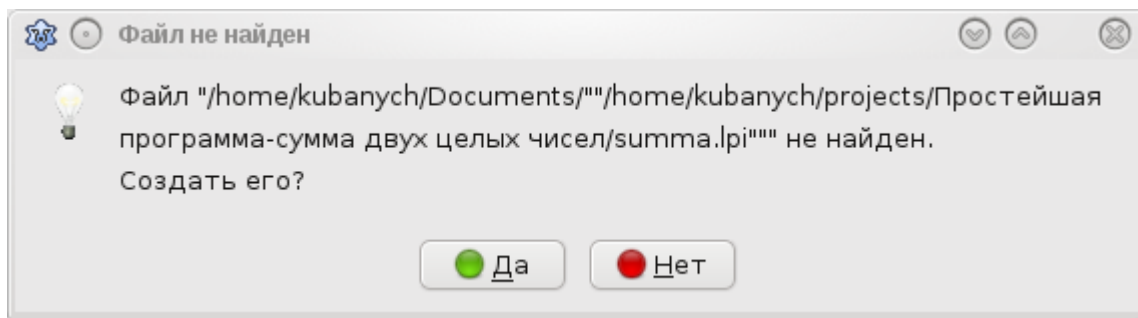 Файл не найден
Файл "/home/kubanych/Documents/""/home/kubanych/projects/Простейшая
программа-сумма двух целых чисел/summa.lpi""" не найден.
Создать его?
Да
Нет